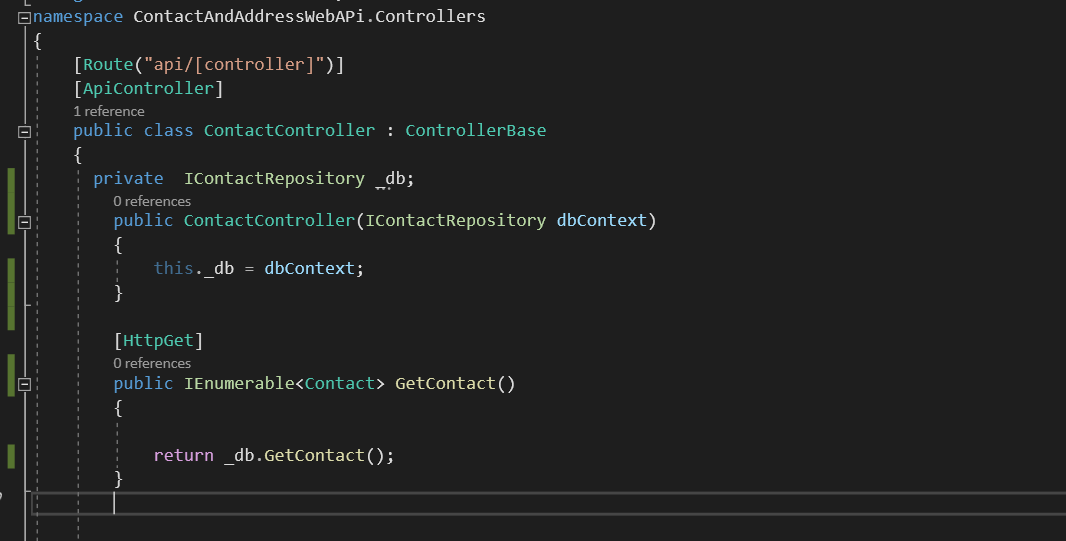 namespace ContactAndAddressWebAPi.Controllers
{
[Route("api/[controller]")]
[ApiController]
1 reference
public class ContactController : ControllerBase
{
private  IContactRepository _db;
0 references
public ContactController(IContactRepository dbContext)
{
this._db = dbContext;
}
[HttpGet]
0 references
public IEnumerable<Contact> GetContact()
{
return _db.GetContact();
}